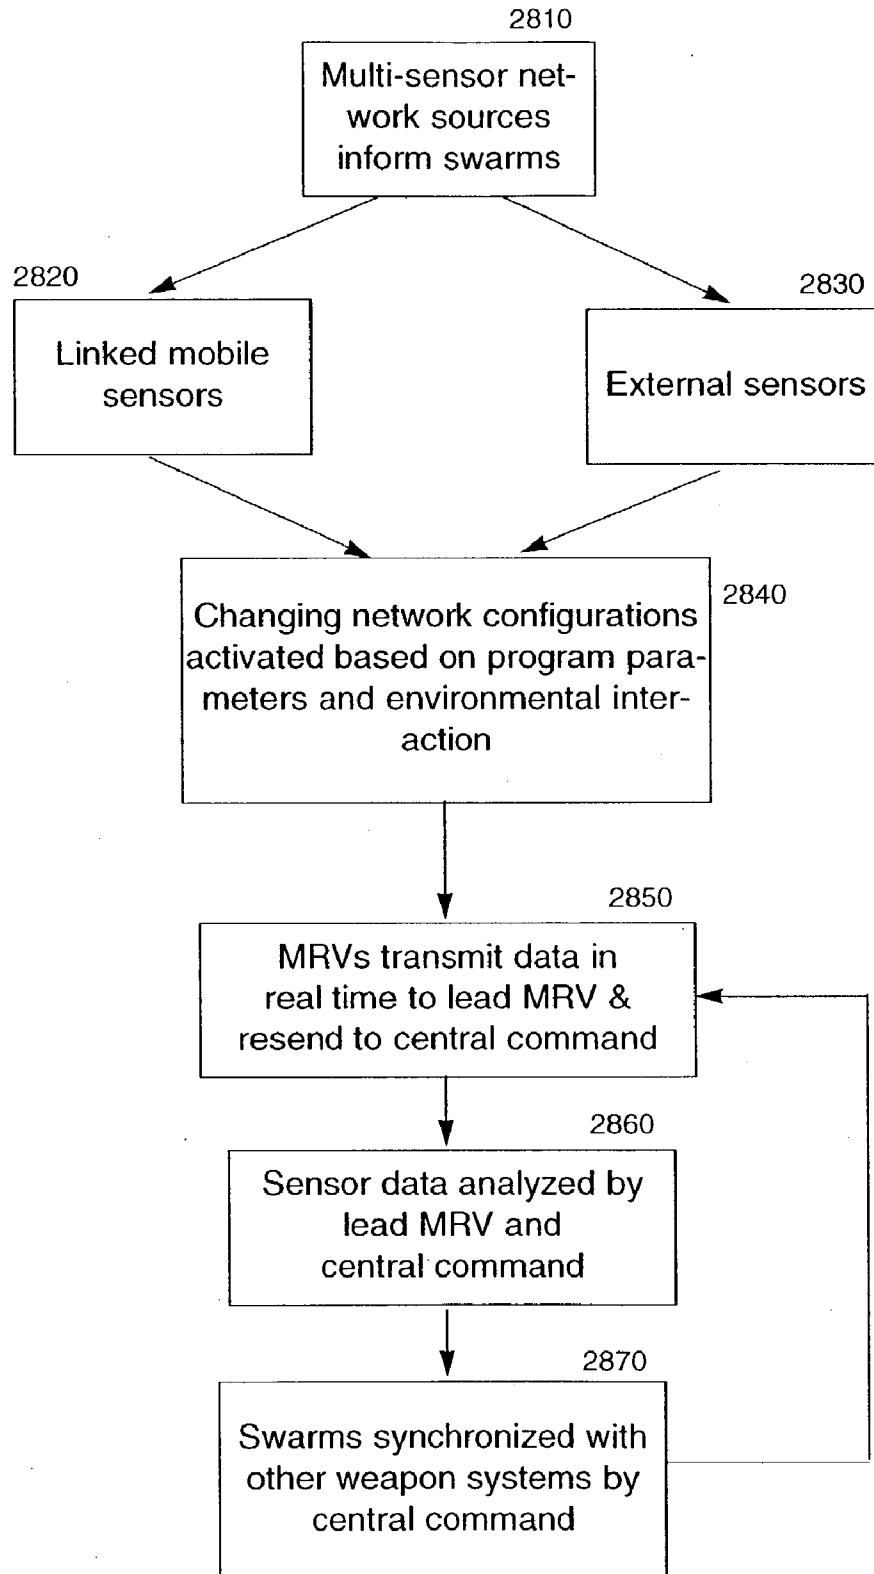 2810
Multi-sensor net-
work sources
inform swarms
2820
Linked mobile
sensors
2830
External sensors
2840
Changing network configurations
activated based on program para-
meters and environmental inter-
action
2850
MRVs transmit data in
real time to lead MRV &
resend to central command
2860
Sensor data analyzed by
lead MRV and
central command
2870
Swarms synchronized with
other weapon systems by
central command